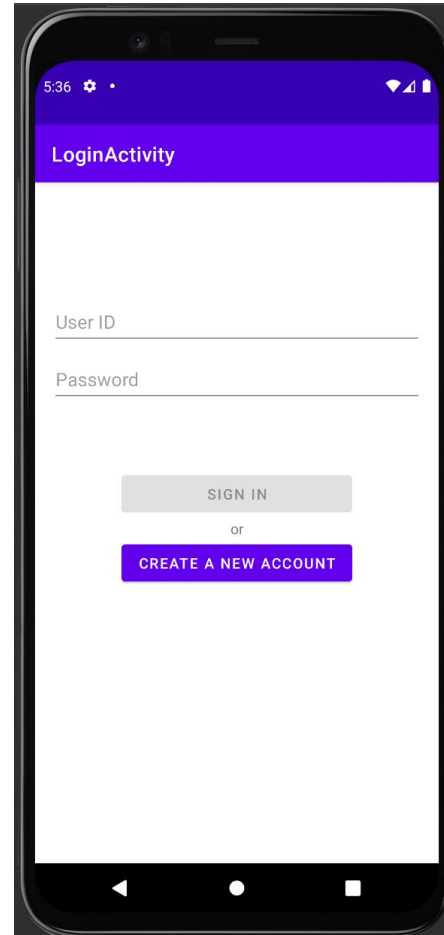 5:36
LoginActivity
User ID
Password
SIGN IN
or
CREATE A NEW ACCOUNT